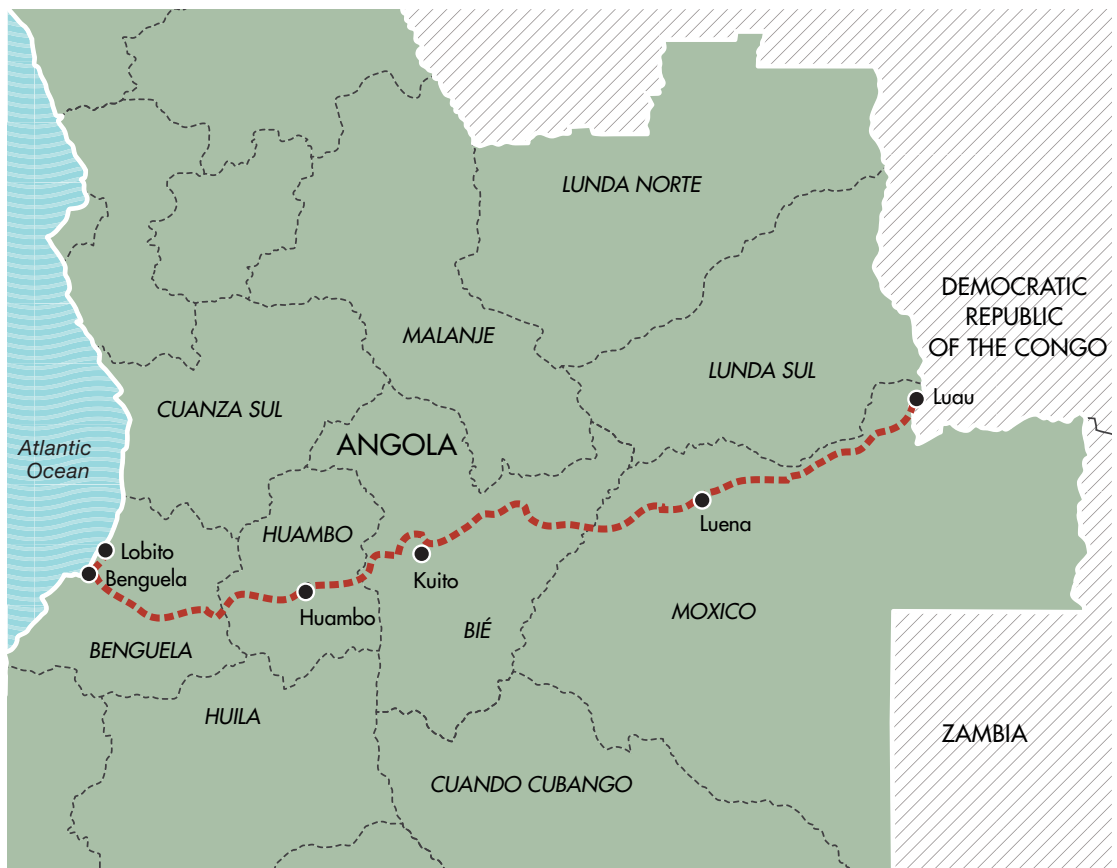 LUNDA NORTE
DEMOCRATIC
REPUBLIC
OF THE CONGO
MALANJE
LUNDA SUL
Luau
CUANZA SUL
ANGOLA
Atlantic
Ocean
Luena
HUAMBO
Lobito
Benguela
Kuito
Huambo
MOXICO
BIÉ
BENGUELA
HUILA
ZAMBIA
CUANDO CUBANGO